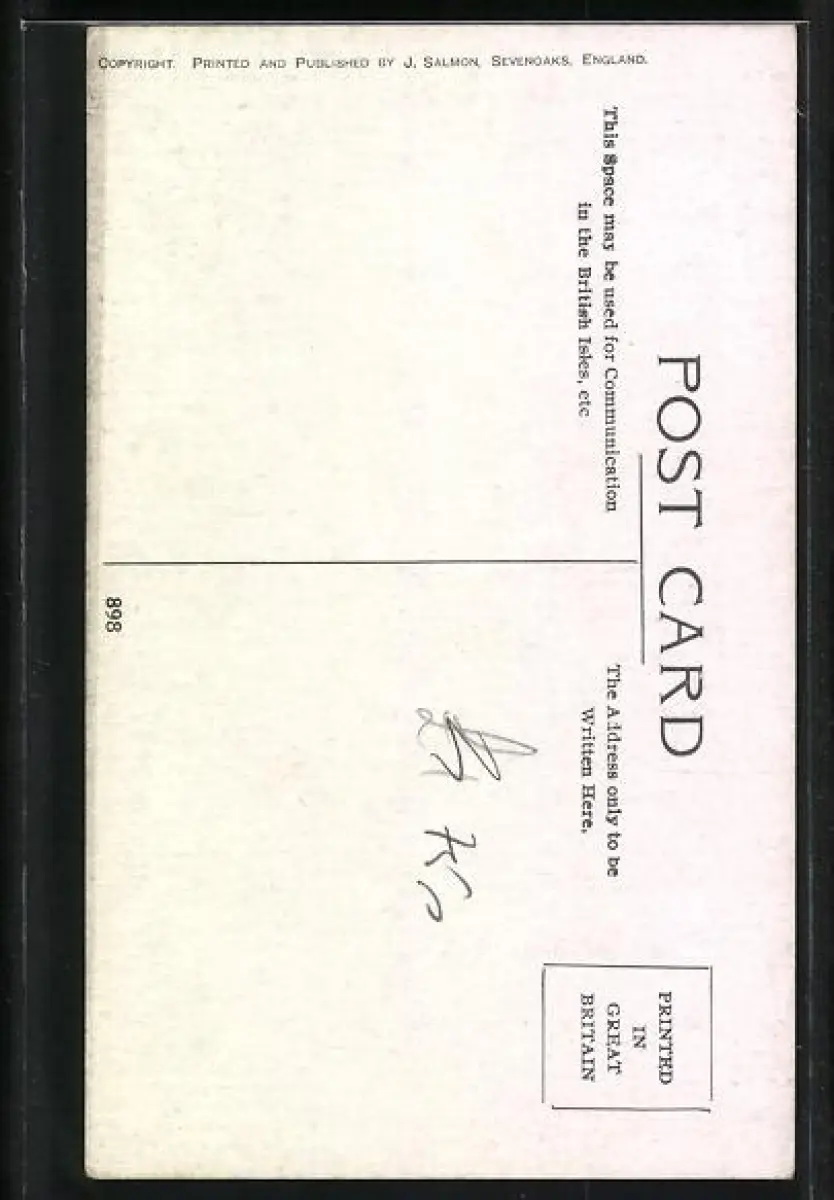 COPYRIGHT. PRINTED AND PUBLISHED BY J. SALMON, SEVENOAKS, ENGLAND.
POST CARD
This Space may be used for Communication
in the British Isles, etc
The Address only to be
Written Here.
PRINTED
IN
GREAT
BRITAIN
898